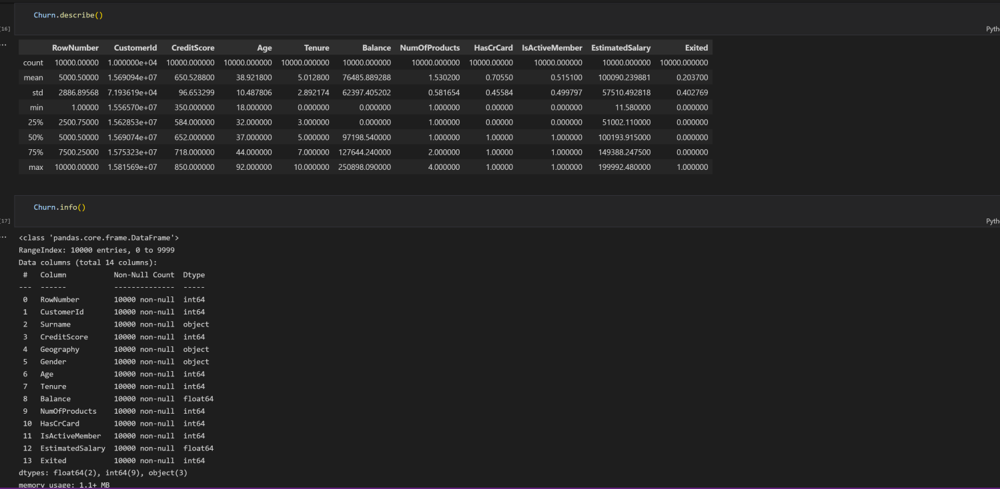 Churn.describe()
[16]
Pyth
...
RowNumber CustomerId CreditScore Age Tenure Balance NumOfProducts HasCrCard IsActiveMember EstimatedSalary Exited
count 10000.00000 1.000000e+04 10000.000000 10000.000000 10000.000000 10000.000000 10000.000000 10000.00000 10000.000000 10000.000000 10000.000000
mean 5000.50000 1.569094e+07 650.528800 38.921800 5.012800 76485.889288 1.530200 0.70550 0.515100 100090.239881 0.203700
std 2886.89568 7.193619e+04 96.653299 10.487806 2.892174 62397.405202 0.581654 0.45584 0.499797 57510.492818 0.402769
min 1.00000 1.556570e+07 350.000000 18.000000 0.000000 0.000000 1.000000 0.00000 0.000000 11.580000 0.000000
25% 2500.75000 1.562853e+07 584.000000 32.000000 3.000000 0.000000 1.000000 0.00000 0.000000 51002.110000 0.000000
50% 5000.50000 1.569074e+07 652.000000 37.000000 5.000000 97198.540000 1.000000 1.00000 1.000000 100193.915000 0.000000
75% 7500.25000 1.575323e+07 718.000000 44.000000 7.000000 127644.240000 2.000000 1.00000 1.000000 149388.247500 0.000000
max 10000.00000 1.581569e+07 850.000000 92.000000 10.000000 250898.090000 4.000000 1.00000 1.000000 199992.480000 1.000000
Churn.info()
[17]
Pyth
...
<class 'pandas.core.frame.DataFrame'>
RangeIndex: 10000 entries, 0 to 9999
Data columns (total 14 columns):
# Column Non-Null Count Dtype
--- ------ -------------- -----
0 RowNumber 10000 non-null int64
1 CustomerId 10000 non-null int64
2 Surname 10000 non-null object
3 CreditScore 10000 non-null int64
4 Geography 10000 non-null object
5 Gender 10000 non-null object
6 Age 10000 non-null int64
7 Tenure 10000 non-null int64
8 Balance 10000 non-null float64
9 NumOfProducts 10000 non-null int64
10 HasCrCard 10000 non-null int64
11 IsActiveMember 10000 non-null int64
12 EstimatedSalary 10000 non-null float64
13 Exited 10000 non-null int64
dtypes: float64(2), int64(9), object(3)
memory usage: 1.1+ MB